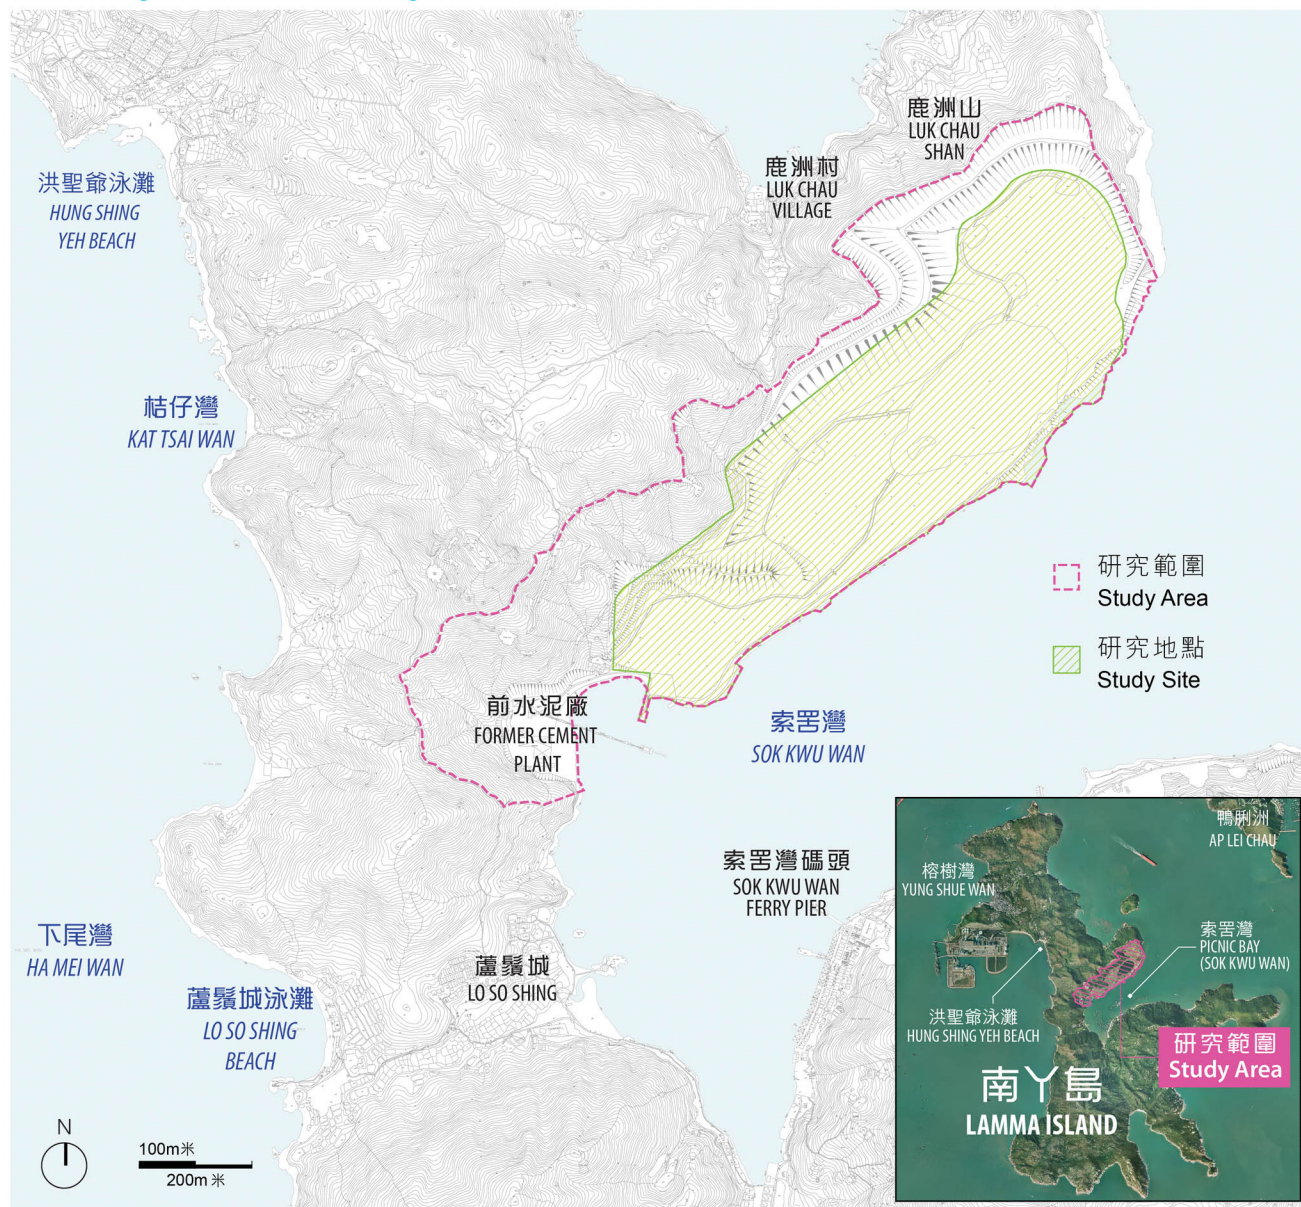 鹿洲山
LUK CHAU
SHAN
鹿洲村
LUK CHAU
VILLAGE
洪聖爺泳灘
HUNG SHING
YEH BEACH
桔仔灣
KAT TSAI WAN
研究範圍
Study Area
研究地點
Study Site
前水泥廠
FORMER CEMENT
PLANT
索罟灣
SOK KWU WAN
索罟灣碼頭
SOK KWU WAN
FERRY PIER
下尾灣
HA MEI WAN
蘆鬚城
LO SO SHING
蘆鬚城泳灘
LO SO SHING
BEACH
N
100m米
200m 米
鴨脷洲
AP LEI CHAU
榕樹灣
YUNG SHUE WAN
索罟灣
PICNIC BAY
(SOK KWU WAN)
洪聖爺泳灘
HUNG SHING YEH BEACH
研究範圍
Study Area
南丫島
LAMMA ISLAND